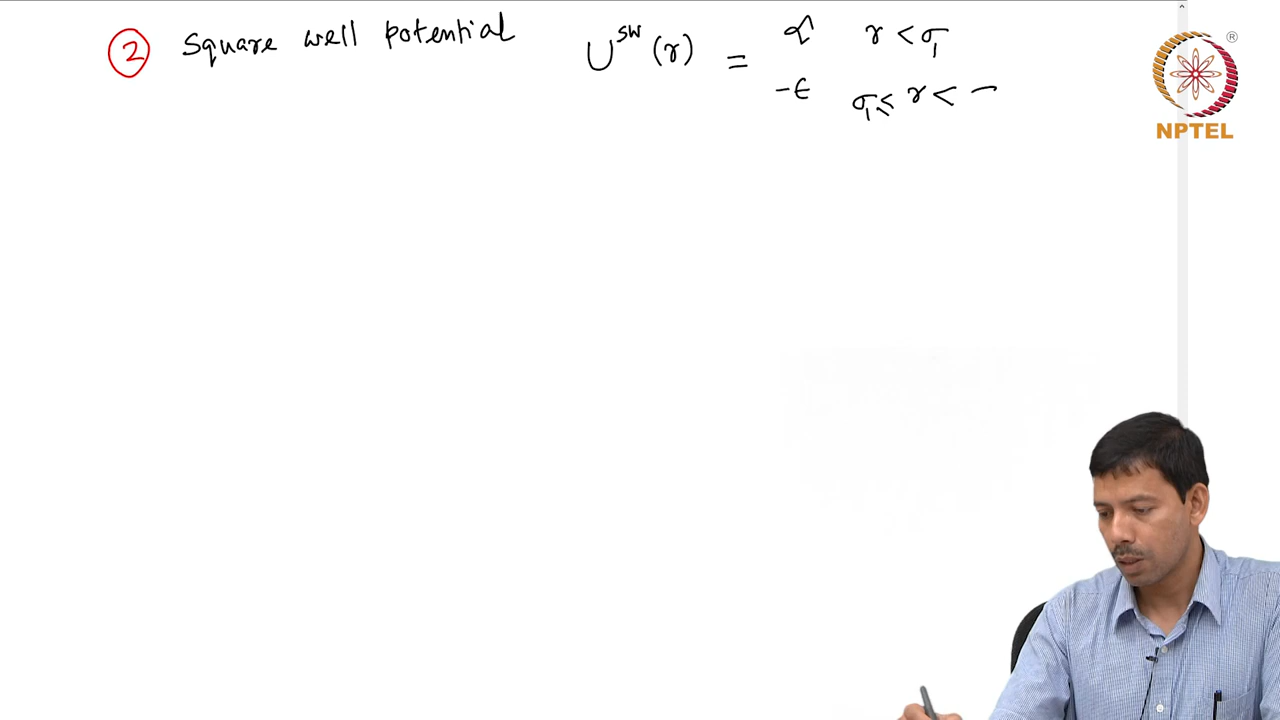 ② Square well potential U^SW (r) = ∝ r < σ₁
-ϵ σ₁ ≤ r <
®
NPTEL